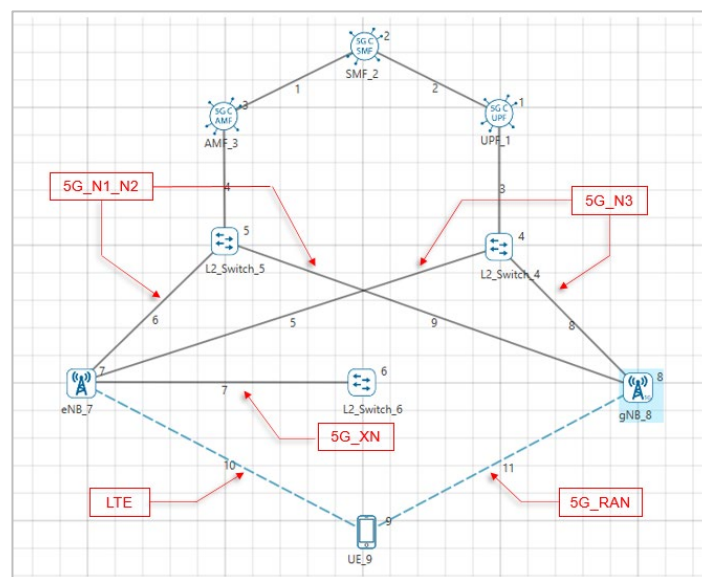 5G C
SMF
2
SMF_2
1
2
5G C
AMF
3
AMF_3
5G C
UPF
1
UPF_1
5G_N1_N2
4
3
5G_N3
5
L2_Switch_5
4
L2_Switch_4
6
5
9
8
7
eNB_7
7
6
L2_Switch_6
8
gNB_8
5G_XN
10
11
LTE
5G_RAN
9
UE_9